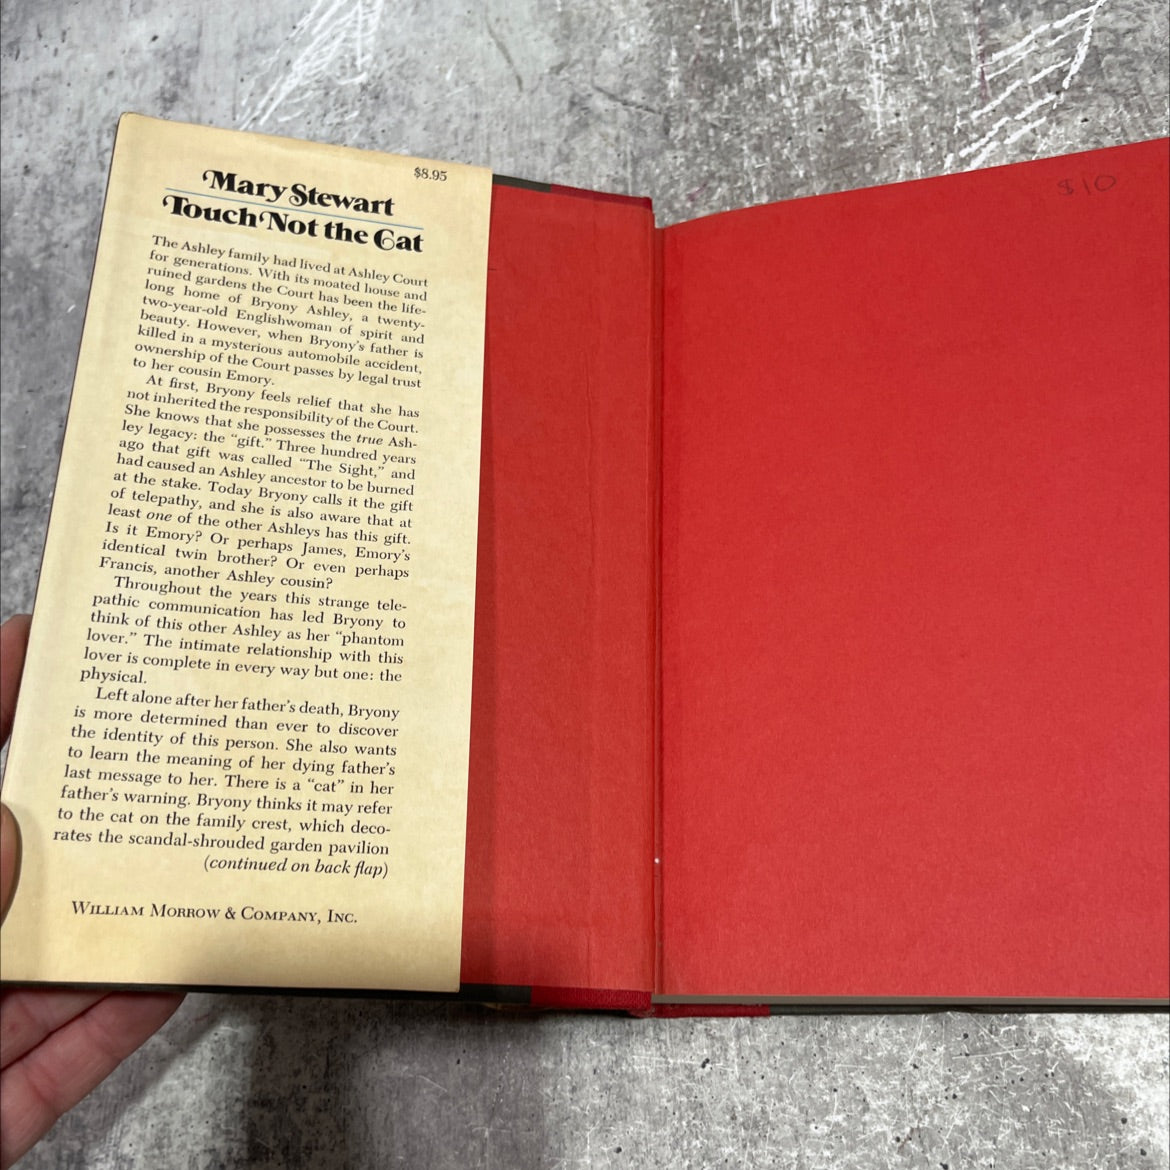 $8.95
Mary Stewart
Touch Not the Cat
The Ashley family had lived at Ashley Court
for generations. With its moated house and
ruined gardens the Court has been the life-
long home of Bryony Ashley, a twenty-
two-year-old Englishwoman of spirit and
beauty. However, when Bryony's father is
killed in a mysterious automobile accident,
ownership of the Court passes by legal trust
to her cousin Emory.
At first, Bryony feels relief that she has
not inherited the responsibility of the Court.
She knows that she possesses the true Ash-
ley legacy: the "gift." Three hundred years
ago that gift was called "The Sight," and
had caused an Ashley ancestor to be burned
at the stake. Today Bryony calls it the gift
of telepathy, and she is also aware that at
least one of the other Ashleys has this gift.
Is it Emory? Or perhaps James, Emory's
identical twin brother? Or even perhaps
Francis, another Ashley cousin?
Throughout the years this strange tele-
pathic communication has led Bryony to
think of this other Ashley as her "phantom
lover." The intimate relationship with this
lover is complete in every way but one: the
physical.
Left alone after her father's death, Bryony
is more determined than ever to discover
the identity of this person. She also wants
to learn the meaning of her dying father's
last message to her. There is a "cat" in her
father's warning. Bryony thinks it may refer
to the cat on the family crest, which deco-
rates the scandal-shrouded garden pavilion
(continued on back flap)
William Morrow & Company, Inc.
$10